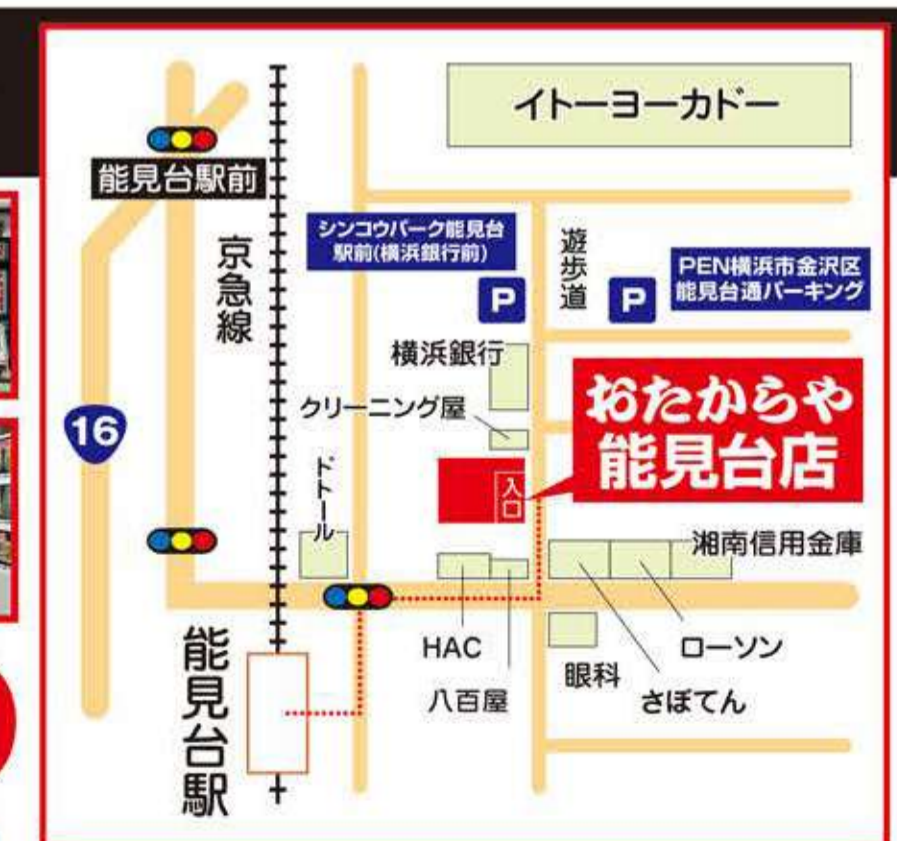 イトーヨーカドー
能見台駅前
京急線
シンコウパーク能見台
駅前(横浜銀行前)
P
遊歩道
P
PEN横浜市金沢区
能見台通パーキング
横浜銀行
クリーニング屋
おたからや
能見台店
16
ドトール
入口
湘南信用金庫
HAC
八百屋
眼科
ローソン
さぼてん
能見台駅